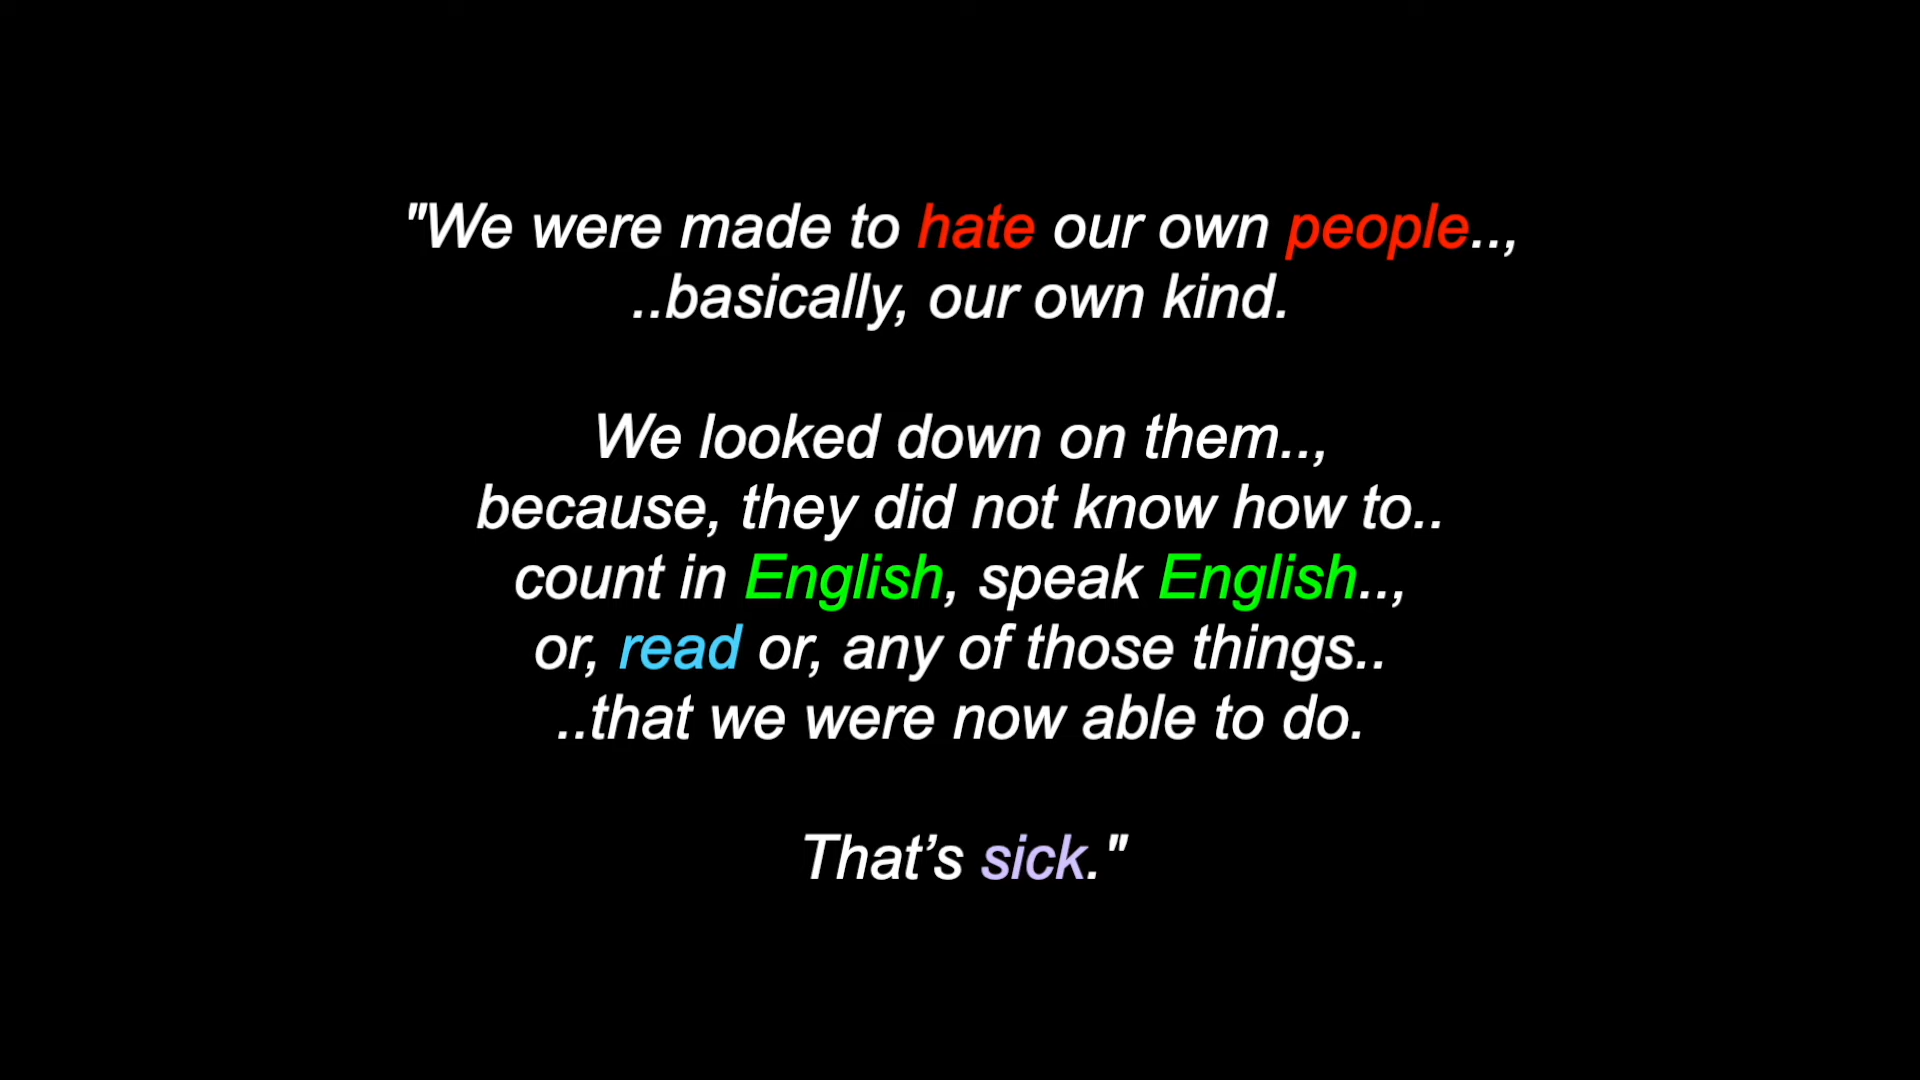 "We were made to hate our own people..,
..basically, our own kind.
We looked down on them..,
because, they did not know how to..
count in English, speak English..,
or, read or, any of those things..
..that we were now able to do.
That’s sick."